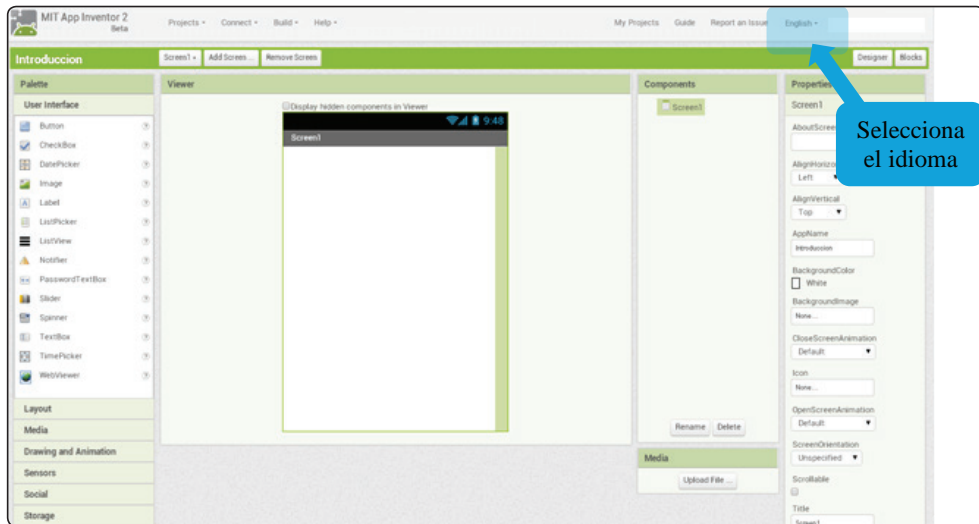 MIT App Inventor 2
Beta
Projects
Connect
Build
Help
My Projects
Guide
Report an Issue
English
Introduccion
Screen1
Add Screen ...
Remove Screen
Designer
Blocks
Palette
User Interface
Button
CheckBox
DatePicker
Image
Label
ListPicker
ListView
Notifier
PasswordTextBox
Slider
Spinner
TextBox
TimePicker
WebViewer
Layout
Media
Drawing and Animation
Sensors
Social
Storage
Viewer
Display hidden components in Viewer
9:48
Screen1
Components
Screen1
Rename
Delete
Media
Upload File ...
Properties
Screen1
AboutScreen
AlignHorizo
Left
AlignVertical
Top
AppName
Introduccion
BackgroundColor
White
BackgroundImage
None...
CloseScreenAnimation
Default
Icon
None...
OpenScreenAnimation
Default
ScreenOrientation
Unspecified
Scrollable
Title
Screen1
Selecciona
el idioma